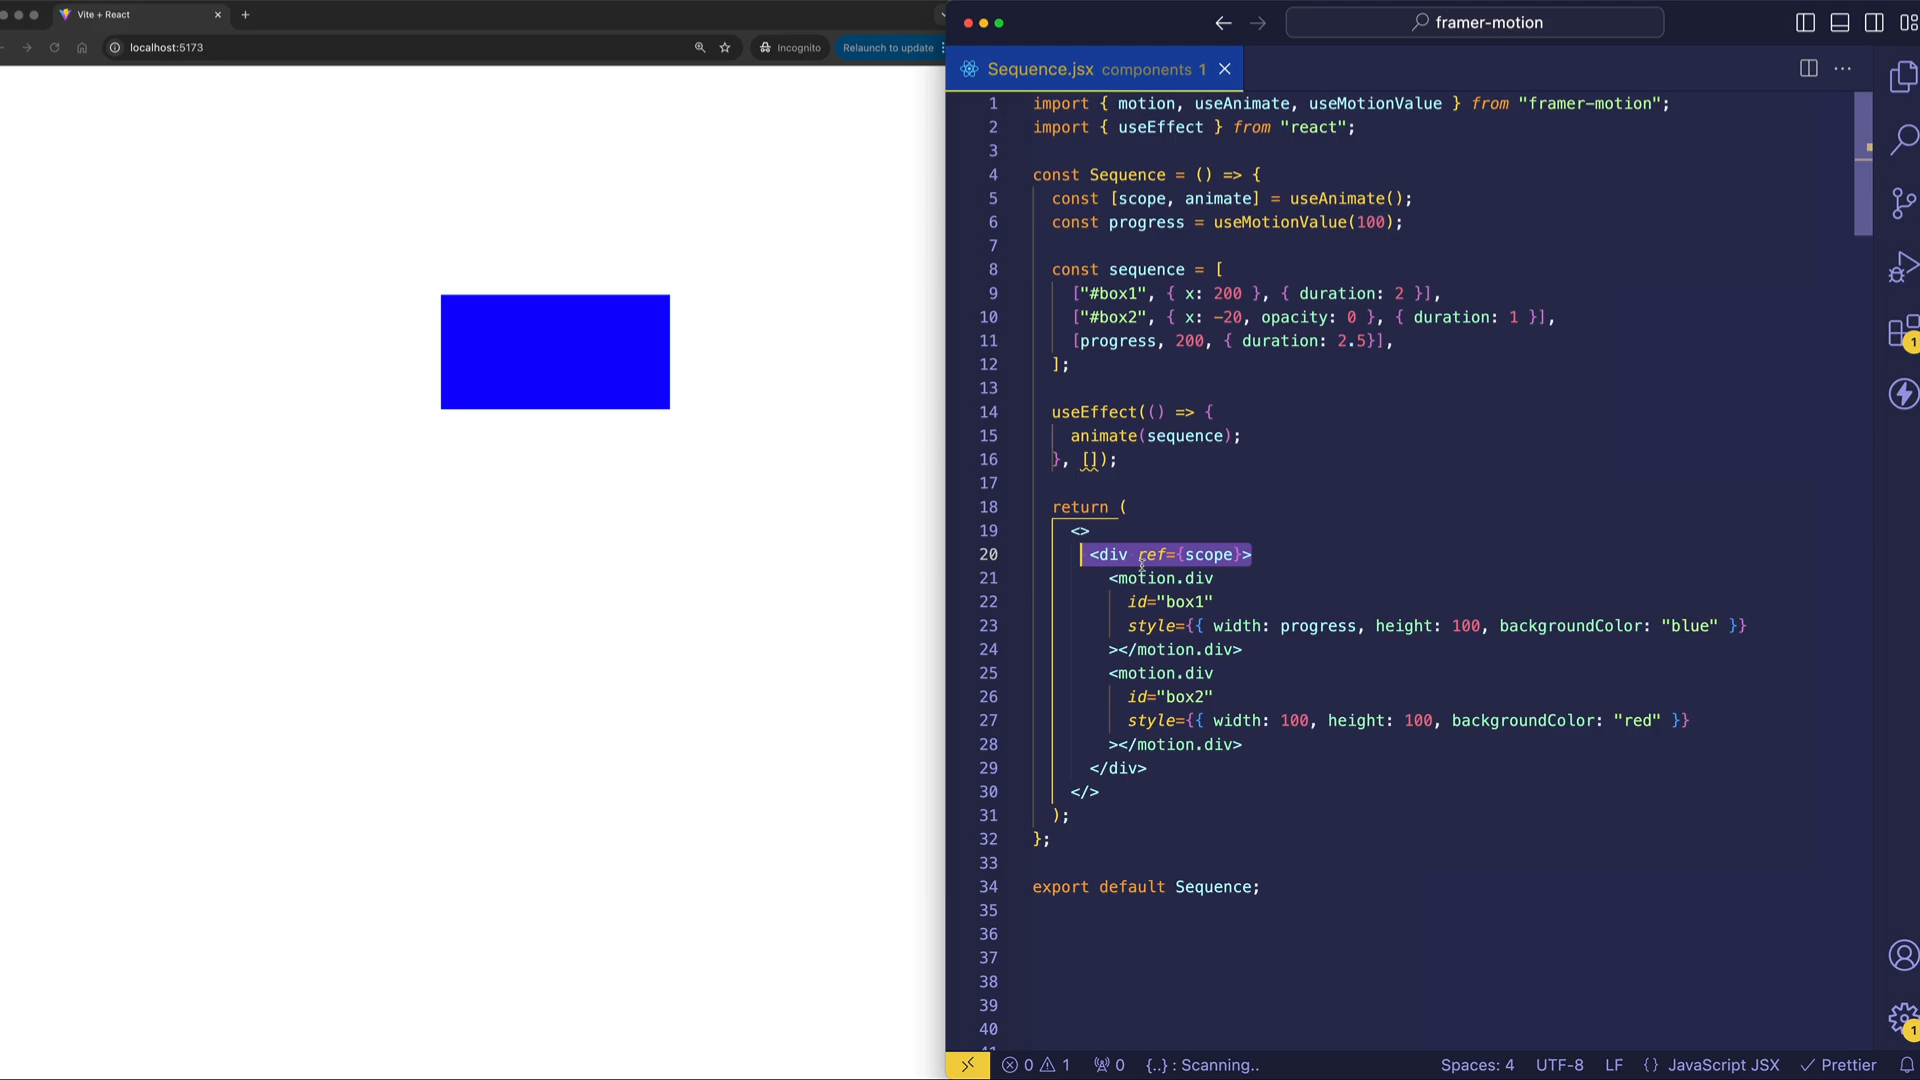 Vite + React
localhost:5173
Incognito
Relaunch to update
framer-motion
Sequence.jsx components 1
1 import { motion, useAnimate, useMotionValue } from "framer-motion";
2 import { useEffect } from "react";
3
4 const Sequence = () => {
5 const [scope, animate] = useAnimate();
6 const progress = useMotionValue(100);
7
8 const sequence = [
9 ["#box1", { x: 200 }, { duration: 2 }],
10 ["#box2", { x: -20, opacity: 0 }, { duration: 1 }],
11 [progress, 200, { duration: 2.5}],
12 ];
13
14 useEffect(() => {
15 animate(sequence);
16 }, []);
17
18 return (
19 <>
20 <div ref={scope}>
21 <motion.div
22 id="box1"
23 style={{ width: progress, height: 100, backgroundColor: "blue" }}
24 ></motion.div>
25 <motion.div
26 id="box2"
27 style={{ width: 100, height: 100, backgroundColor: "red" }}
28 ></motion.div>
29 </div>
30 </>
31 );
32 };
33
34 export default Sequence;
35
36
37
38
39
40
1
1
0 1 0 {..} : Scanning.. Spaces: 4 UTF-8 LF {} JavaScript JSX Prettier